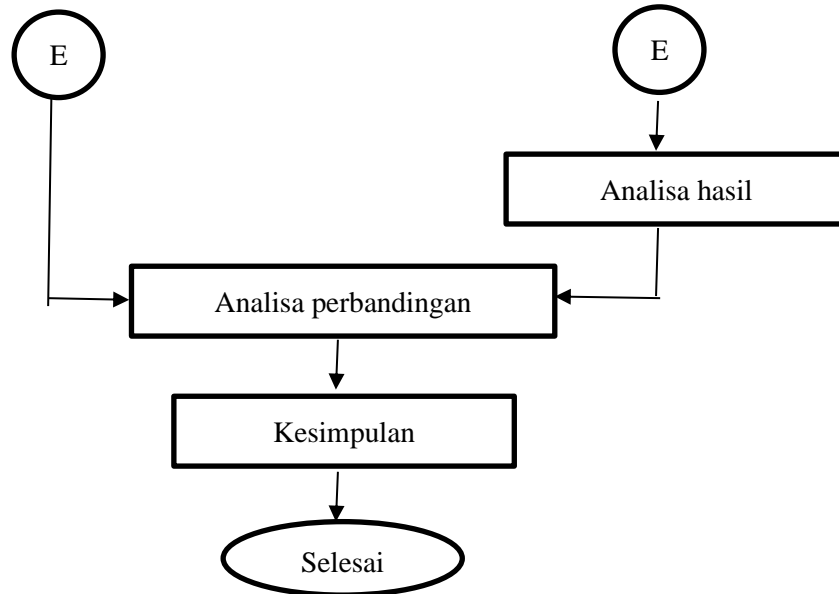 E
E
Analisa hasil
Analisa perbandingan
Kesimpulan
Selesai